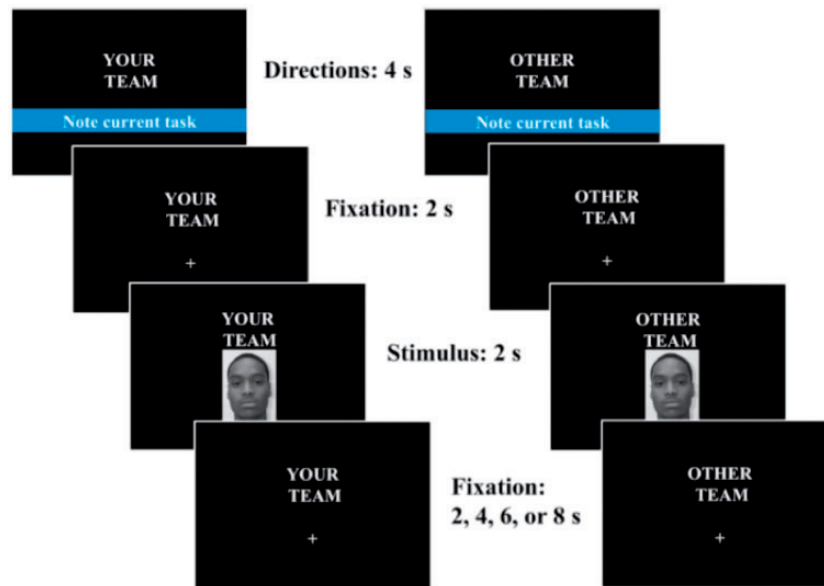 YOUR
TEAM
Note current task
Directions: 4 s
OTHER
TEAM
Note current task
YOUR
TEAM
+
Fixation: 2 s
OTHER
TEAM
+
YOUR
TEAM
Stimulus: 2 s
OTHER
TEAM
YOUR
TEAM
+
Fixation:
2, 4, 6, or 8 s
OTHER
TEAM
+